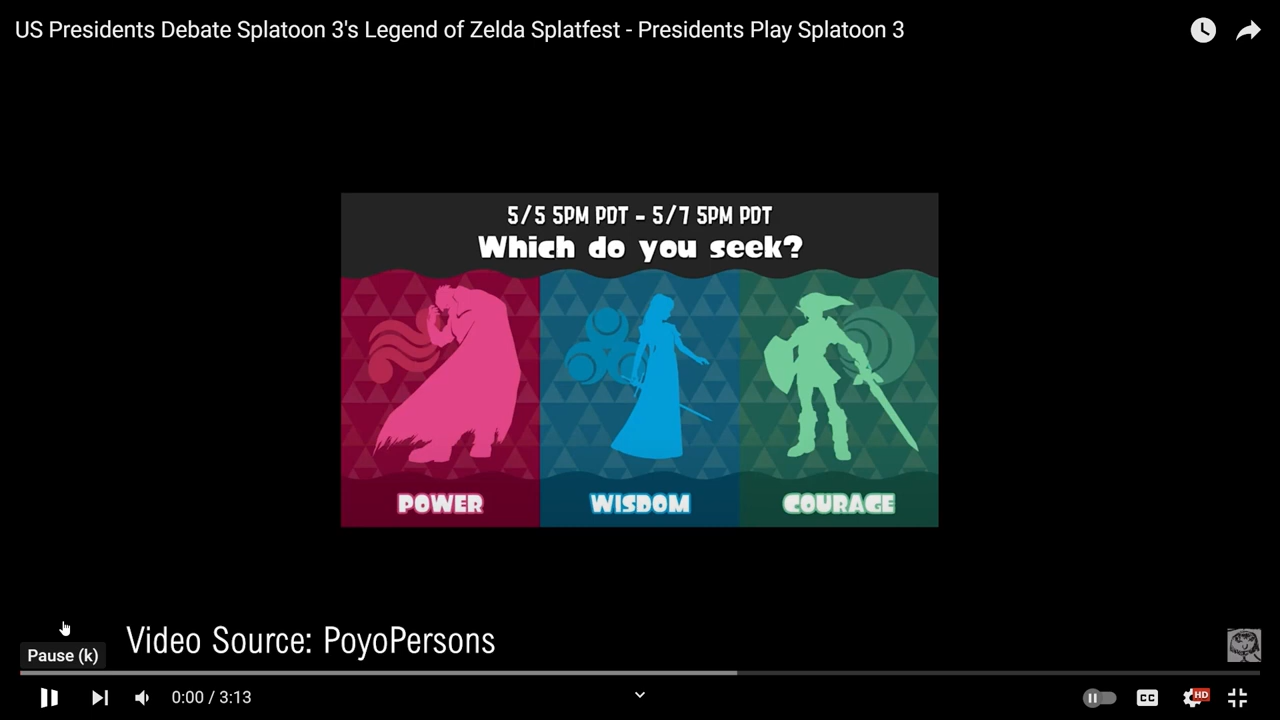 US Presidents Debate Splatoon 3's Legend of Zelda Splatfest - Presidents Play Splatoon 3
5/5 5PM PDT - 5/7 5PM PDT
Which do you seek?
POWER
WISDOM
COURAGE
Video Source: PoyoPersons
Pause (k)
0:00 / 3:13
CC
HD